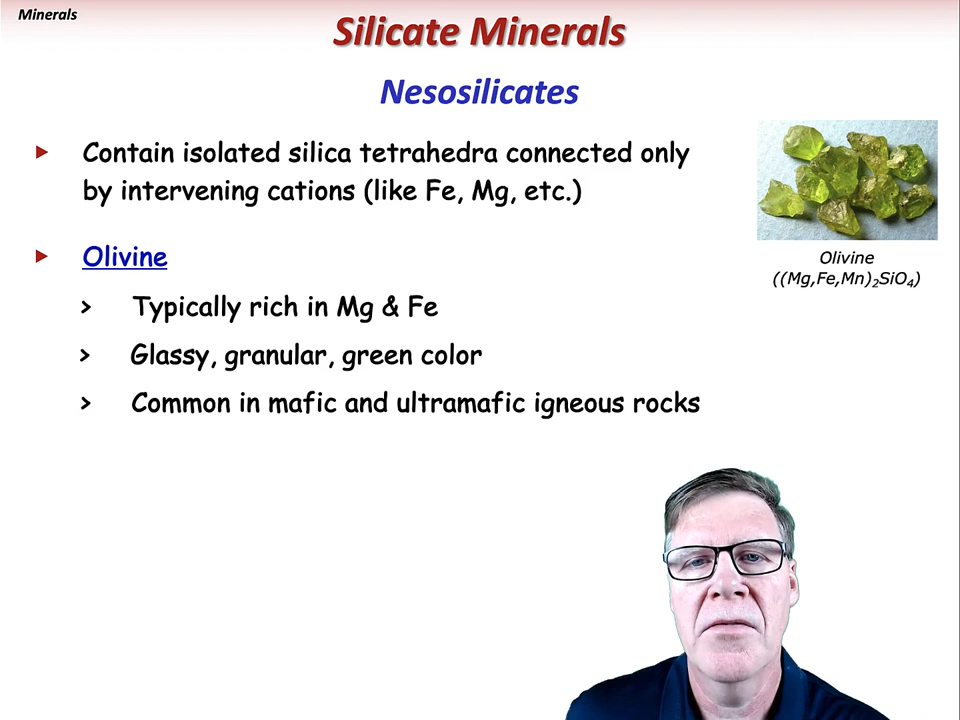 Minerals
Silicate Minerals
Nesosilicates
► Contain isolated silica tetrahedra connected only
by intervening cations (like Fe, Mg, etc.)
► Olivine
> Typically rich in Mg & Fe
> Glassy, granular, green color
> Common in mafic and ultramafic igneous rocks
Olivine
((Mg,Fe,Mn)₂SiO₄)